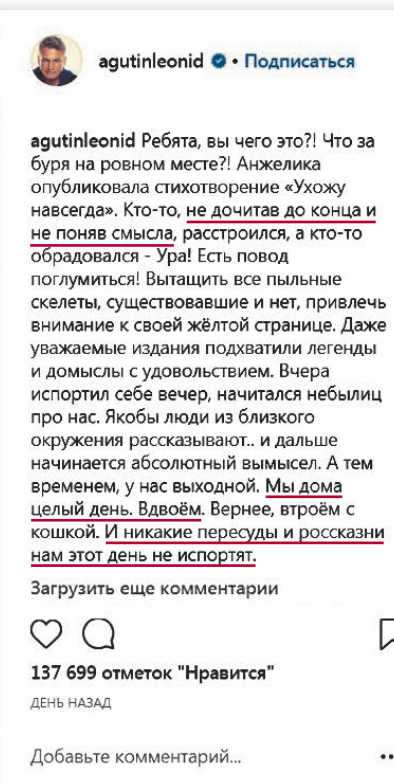 agutinleonid • Подписаться
agutinleonid Ребята, вы чего это?! Что за
буря на ровном месте?! Анжелика
опубликовала стихотворение «Ухожу
навсегда». Кто-то, не дочитав до конца и
не поняв смысла, расстроился, а кто-то
обрадовался - Ура! Есть повод
поглумиться! Вытащить все пыльные
скелеты, существовавшие и нет, привлечь
внимание к своей жёлтой странице. Даже
уважаемые издания подхватили легенды
и домыслы с удовольствием. Вчера
испортил себе вечер, начитался небылиц
про нас. Якобы люди из близкого
окружения рассказывают.. и дальше
начинается абсолютный вымысел. А тем
временем, у нас выходной. Мы дома
целый день. Вдвоём. Вернее, втроём с
кошкой. И никакие пересуды и россказни
нам этот день не испортят.
Загрузить еще комментарии
137 699 отметок "Нравится"
ДЕНЬ НАЗАД
Добавьте комментарий...